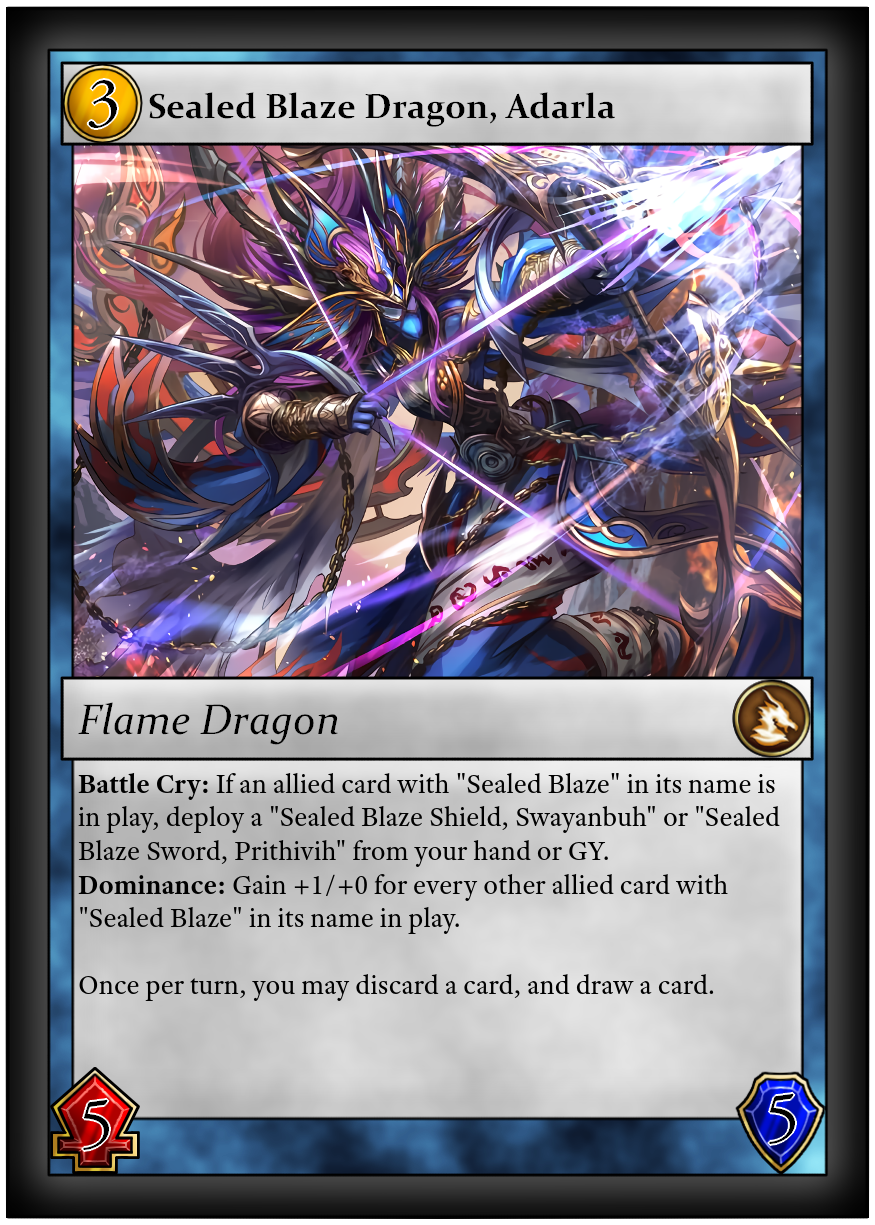 3
Sealed Blaze Dragon, Adarla
Flame Dragon
Battle Cry: If an allied card with "Sealed Blaze" in its name is
in play, deploy a "Sealed Blaze Shield, Swayanbuh" or "Sealed
Blaze Sword, Prithivih" from your hand or GY.
Dominance: Gain +1/+0 for every other allied card with
"Sealed Blaze" in its name in play.
Once per turn, you may discard a card, and draw a card.
5
5